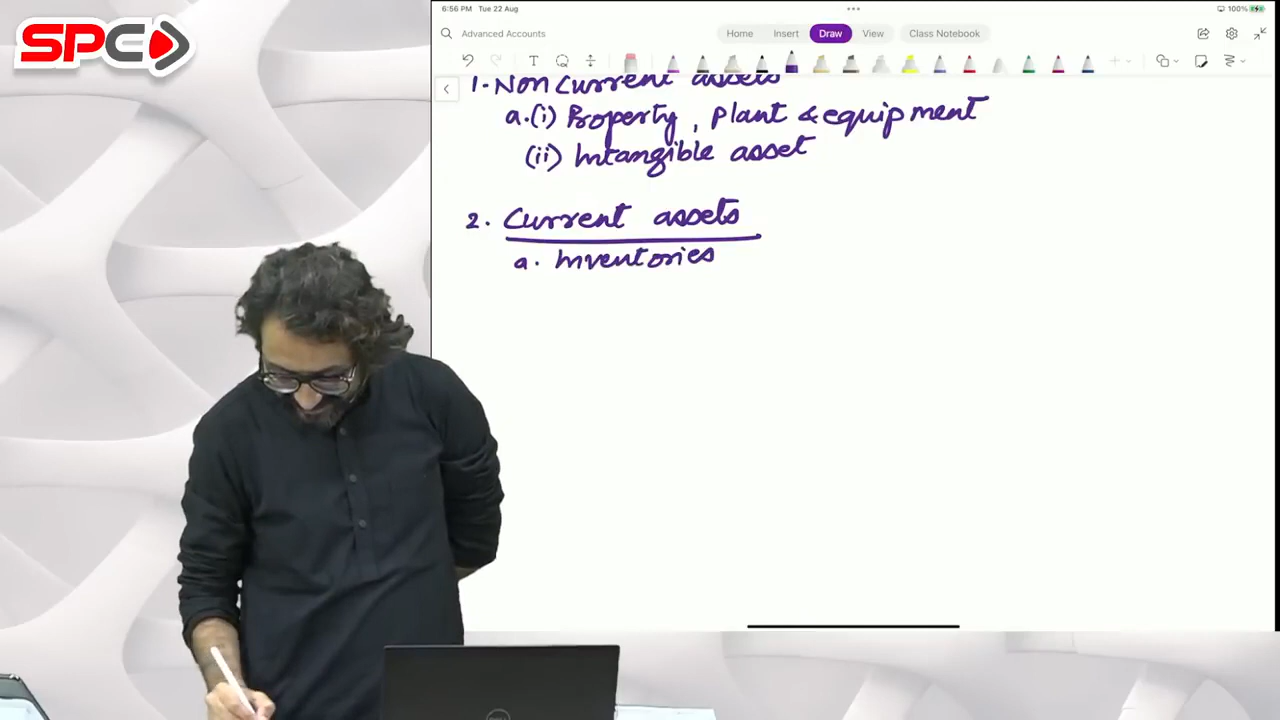 SPC
6:56 PM Tue 22 Aug
100%
Advanced Accounts
Home Insert Draw View Class Notebook
1. Non Current assets
a. (i) Property, Plant & equipment
(ii) Intangible asset
2. Current assets
a. Inventories
DELL